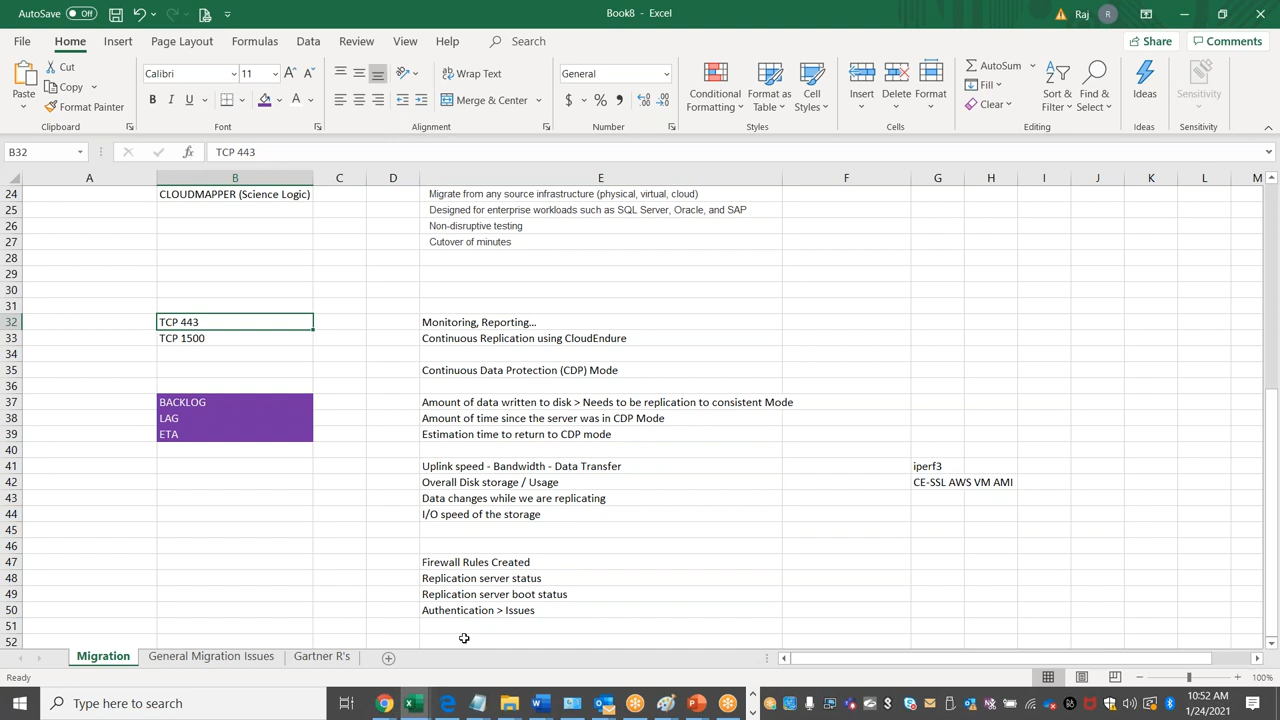 AutoSave Off Book8 - Excel Raj R
File Home Insert Page Layout Formulas Data Review View Help Search Share Comments
Paste
Cut
Copy
Format Painter
Clipboard
Calibri 11
B I U
Font
Wrap Text
Merge & Center
Alignment
General
$ % ,
Number
Conditional Formatting
Format as Table
Cell Styles
Styles
Insert Delete Format
Cells
AutoSum
Fill
Clear
Sort & Filter
Find & Select
Editing
Ideas
Ideas
Sensitivity
Sensitivity
B32 fx TCP 443
A B C D E F G H I J K L M
24 CLOUDMAPPER (Science Logic) Migrate from any source infrastructure (physical, virtual, cloud)
25 Designed for enterprise workloads such as SQL Server, Oracle, and SAP
26 Non-disruptive testing
27 Cutover of minutes
28
29
30
31
32 TCP 443 Monitoring, Reporting...
33 TCP 1500 Continuous Replication using CloudEndure
34
35 Continuous Data Protection (CDP) Mode
36
37 BACKLOG Amount of data written to disk > Needs to be replication to consistent Mode
38 LAG Amount of time since the server was in CDP Mode
39 ETA Estimation time to return to CDP mode
40
41 Uplink speed - Bandwidth - Data Transfer iperf3
42 Overall Disk storage / Usage CE-SSL AWS VM AMI
43 Data changes while we are replicating
44 I/O speed of the storage
45
46
47 Firewall Rules Created
48 Replication server status
49 Replication server boot status
50 Authentication > Issues
51
52
Migration General Migration Issues Gartner R's
Ready 100%
Type here to search 10:52 AM
1/24/2021